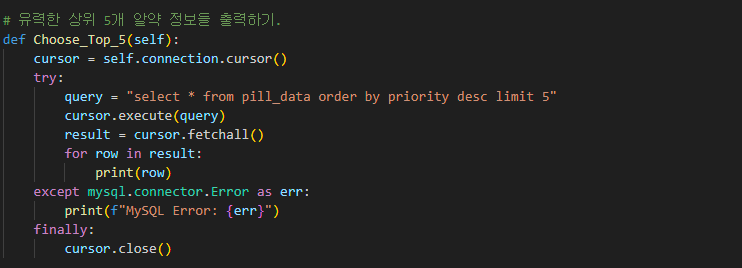 # 유력한 상위 5개 알약 정보들 출력하기.
def Choose_Top_5(self):
    cursor = self.connection.cursor()
    try:
        query = "select * from pill_data order by priority desc limit 5"
        cursor.execute(query)
        result = cursor.fetchall()
        for row in result:
            print(row)
    except mysql.connector.Error as err:
        print(f"MySQL Error: {err}")
    finally:
        cursor.close()